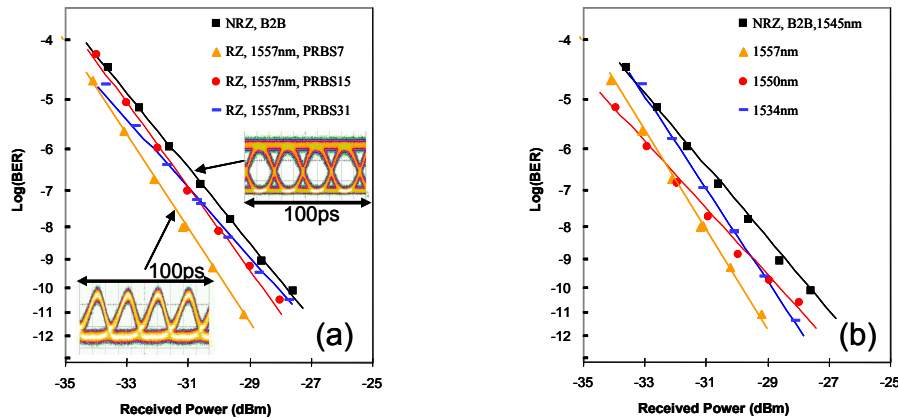 NRZ, B2B
RZ, 1557nm, PRBS7
RZ, 1557nm, PRBS15
RZ, 1557nm, PRBS31
-4
-5
-6
-7
-8
-9
-10
-11
-12
Log(BER)
100ps
100ps
(a)
-35
-33
-31
-29
-27
-25
Received Power (dBm)
NRZ, B2B,1545nm
1557nm
1550nm
1534nm
-4
-5
-6
-7
-8
-9
-10
-11
-12
Log(BER)
(b)
-35
-33
-31
-29
-27
-25
Received Power (dBm)